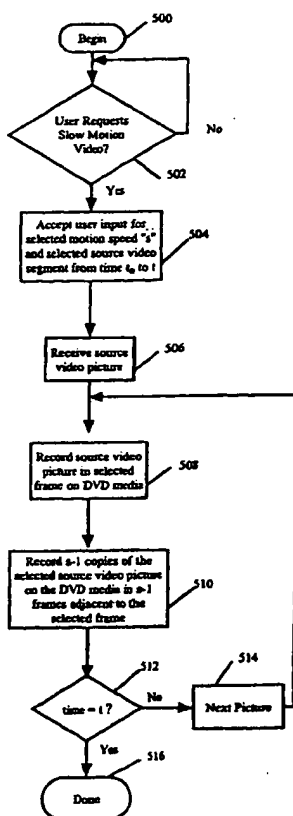 500
Begin
User Requests
Slow Motion
Video?
No
502
Yes
Accept user input for
selected motion speed "s"
and selected source video
segment from time t₀ to t
504
Receive source
video picture
506
Record source video
picture in selected
frame on DVD media
508
Record s-1 copies of the
selected source video picture
on the DVD media in s-1
frames adjacent to the
selected frame
510
512
514
time = t ?
No
Next Picture
Yes
516
Done